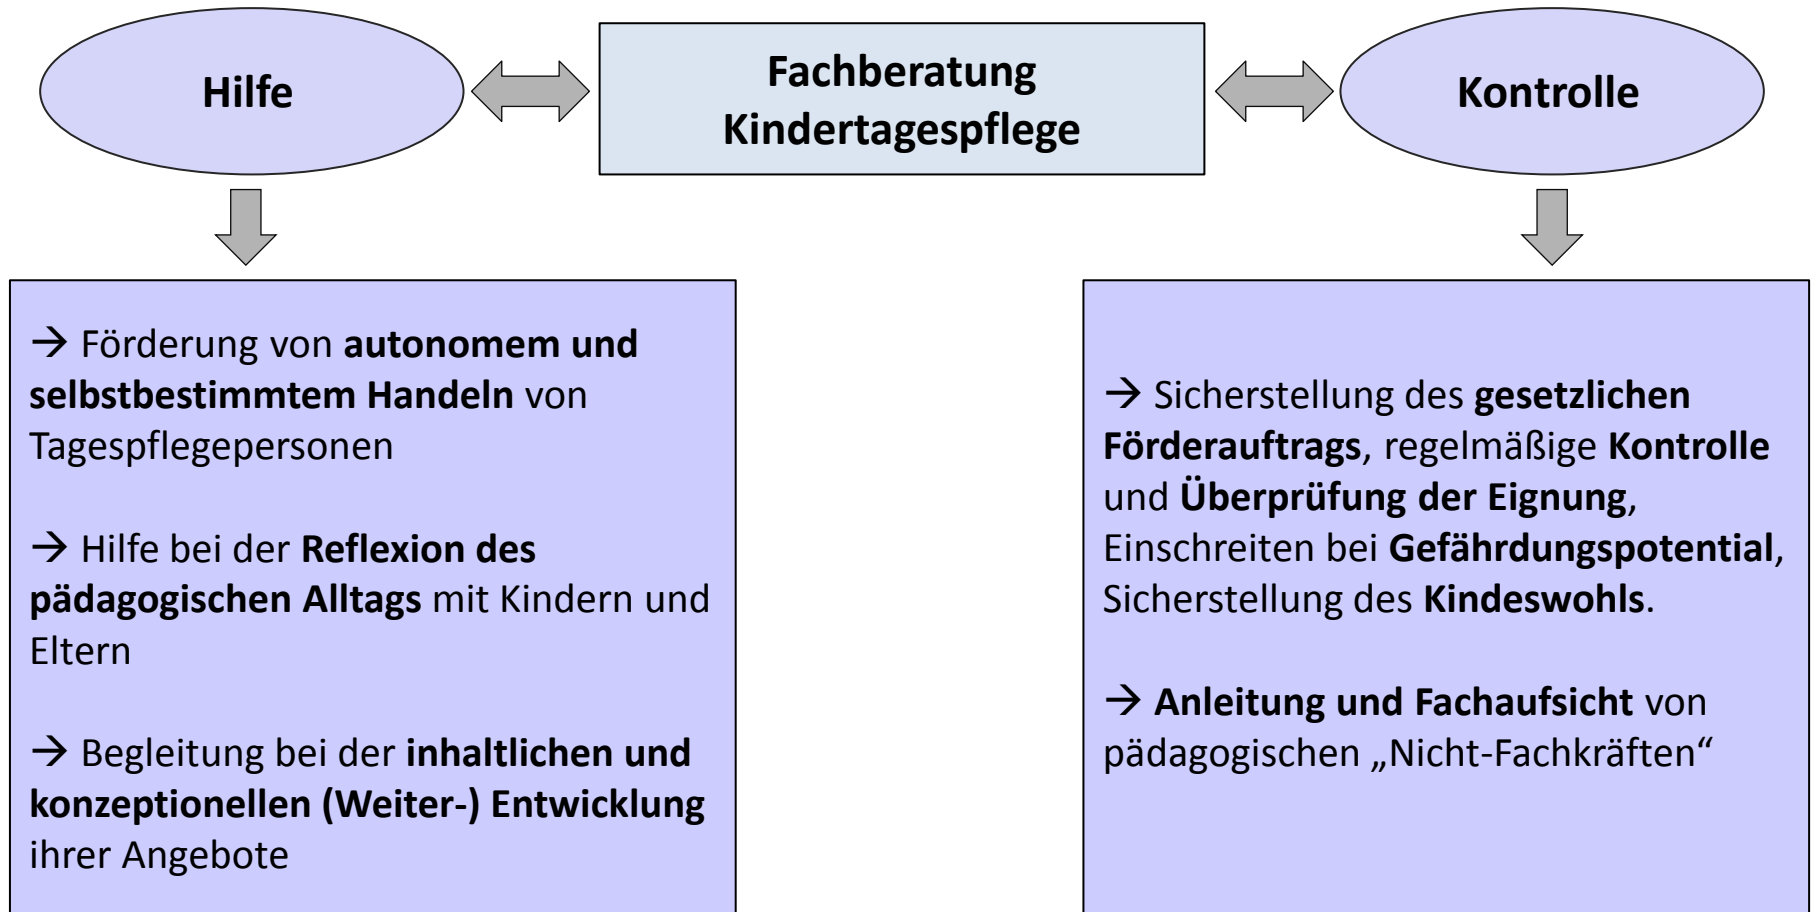 Hilfe
Fachberatung
Kindertagespflege
Kontrolle
→ Förderung von autonomem und
selbstbestimmtem Handeln von
Tagespflegepersonen
→ Hilfe bei der Reflexion des
pädagogischen Alltags mit Kindern und
Eltern
→ Begleitung bei der inhaltlichen und
konzeptionellen (Weiter-) Entwicklung
ihrer Angebote
→ Sicherstellung des gesetzlichen
Förderauftrags, regelmäßige Kontrolle
und Überprüfung der Eignung,
Einschreiten bei Gefährdungspotential,
Sicherstellung des Kindeswohls.
→ Anleitung und Fachaufsicht von
pädagogischen „Nicht-Fachkräften“